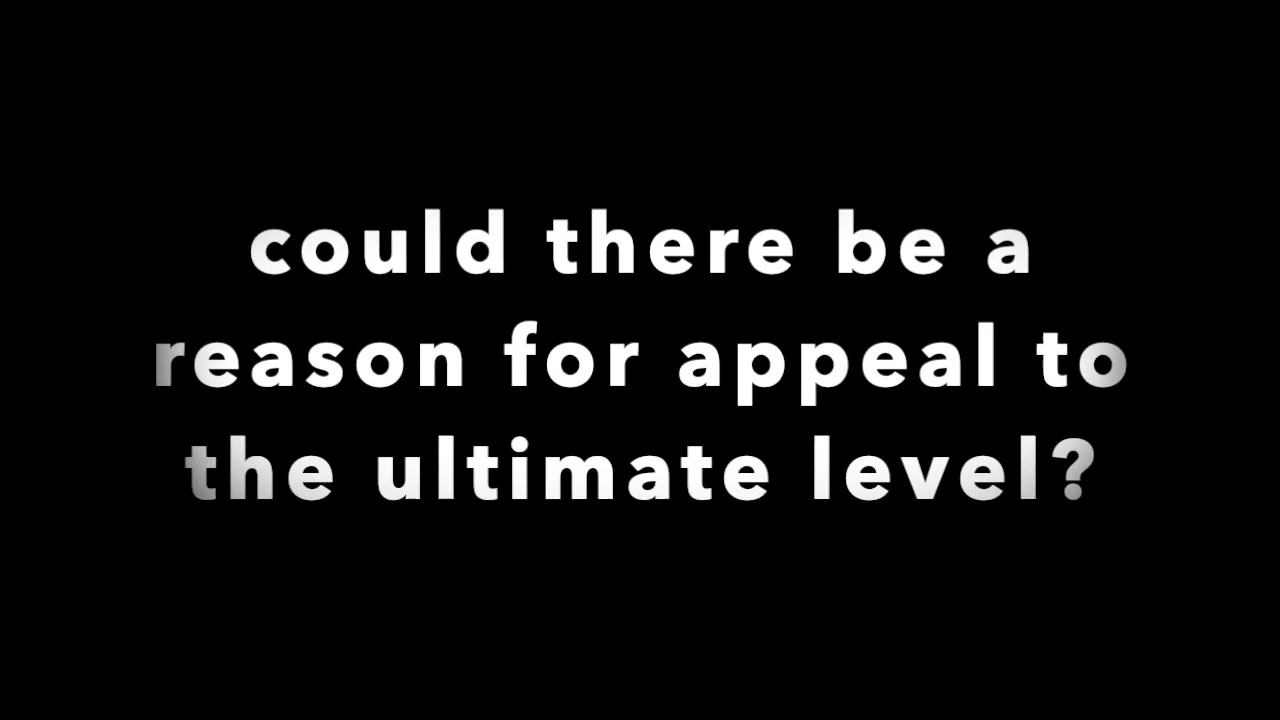 could there be a
reason for appeal to
the ultimate level?